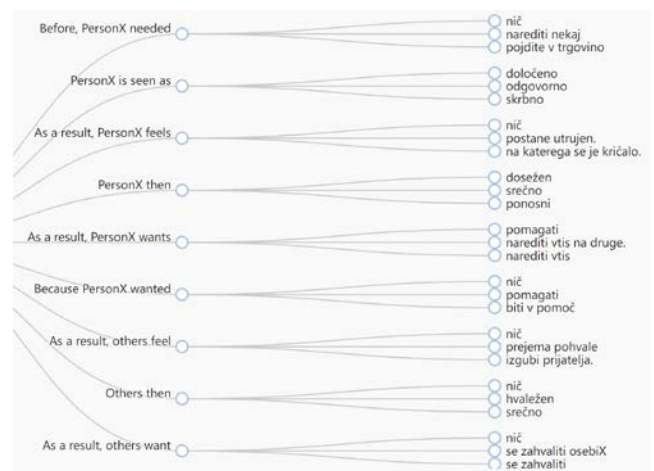 Before, PersonX needed
nič
narediti nekaj
pojdite v trgovino
PersonX is seen as
določeno
odgovorno
skrbno
As a result, PersonX feels
nič
postane utrujen.
na katerega se je kričalo.
PersonX then
dosežen
srečno
ponosni
As a result, PersonX wants
pomagati
narediti vtis na druge.
narediti vtis
Because PersonX wanted
nič
pomagati
biti v pomoč
As a result, others feel
nič
prejema pohvale
izgubi prijatelja.
Others then
nič
hvaležen
srečno
As a result, others want
nič
se zahvaliti osebiX
se zahvaliti